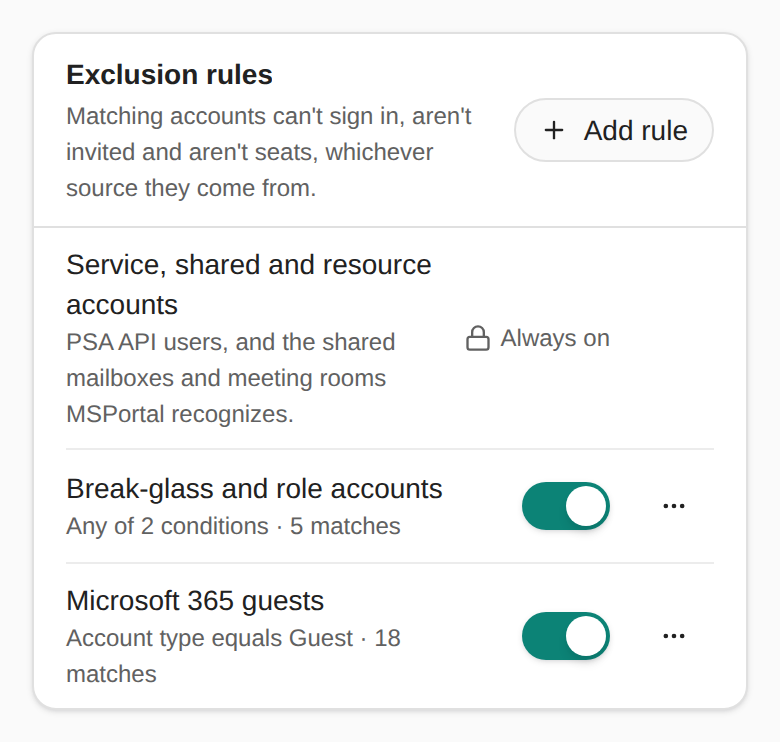 Exclusion rules
Matching accounts can't sign in, aren't
invited and aren't seats, whichever
source they come from.
Add rule
Service, shared and resource
accounts
PSA API users, and the shared
mailboxes and meeting rooms
MSPortal recognizes.
Always on
Break-glass and role accounts
Any of 2 conditions · 5 matches
Microsoft 365 guests
Account type equals Guest · 18
matches